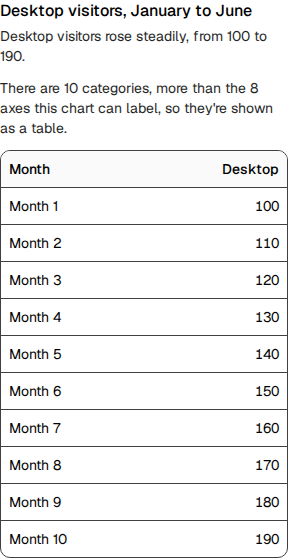 Desktop visitors, January to June
Desktop visitors rose steadily, from 100 to
190.
There are 10 categories, more than the 8
axes this chart can label, so they're shown
as a table.
Month Desktop
Month 1 100
Month 2 110
Month 3 120
Month 4 130
Month 5 140
Month 6 150
Month 7 160
Month 8 170
Month 9 180
Month 10 190